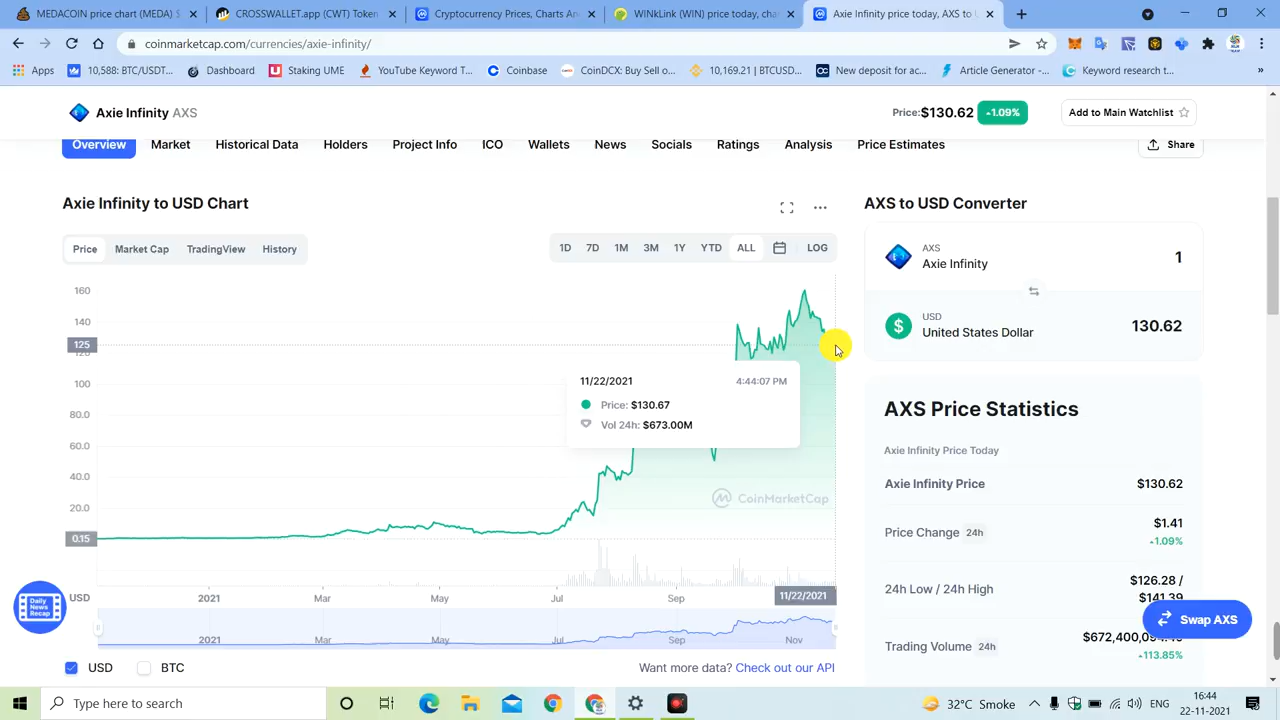 METAWALLET.me (MEDAS)
CROSSWALLET.app (CWT) Token
Cryptocurrency Prices, Charts An
WINkLink (WIN) price today, cha
Axie Infinity price today, AXS to U
coinmarketcap.com/currencies/axie-infinity/
Apps
10,588: BTC/USDT...
Dashboard
Staking UME
YouTube Keyword T...
Coinbase
CoinDCX: Buy Sell o...
10,169.21 | BTCUSD...
New deposit for ac...
Article Generator -...
Keyword research t...
»
Axie Infinity AXS
Price:$130.62
1.09%
Add to Main Watchlist
Overview
Market
Historical Data
Holders
Project Info
ICO
Wallets
News
Socials
Ratings
Analysis
Price Estimates
Share
Axie Infinity to USD Chart
Price
Market Cap
TradingView
History
1D
7D
1M
3M
1Y
YTD
ALL
LOG
160
140
125
120
100
80.0
60.0
40.0
20.0
0.15
11/22/2021
4:44:07 PM
Price: $130.67
Vol 24h: $673.00M
CoinMarketCap
USD
2021
Mar
May
Jul
Sep
11/22/2021
2021
Mar
May
Jul
Sep
Nov
USD
BTC
Want more data? Check out our API
Daily
News
Recap
AXS to USD Converter
AXS
Axie Infinity
1
USD
United States Dollar
130.62
AXS Price Statistics
Axie Infinity Price Today
Axie Infinity Price
$130.62
Price Change 24h
$1.41
1.09%
24h Low / 24h High
$126.28 /
$141.39
Trading Volume 24h
113.85%
Swap AXS
Type here to search
32°C Smoke
ENG
16:44
22-11-2021